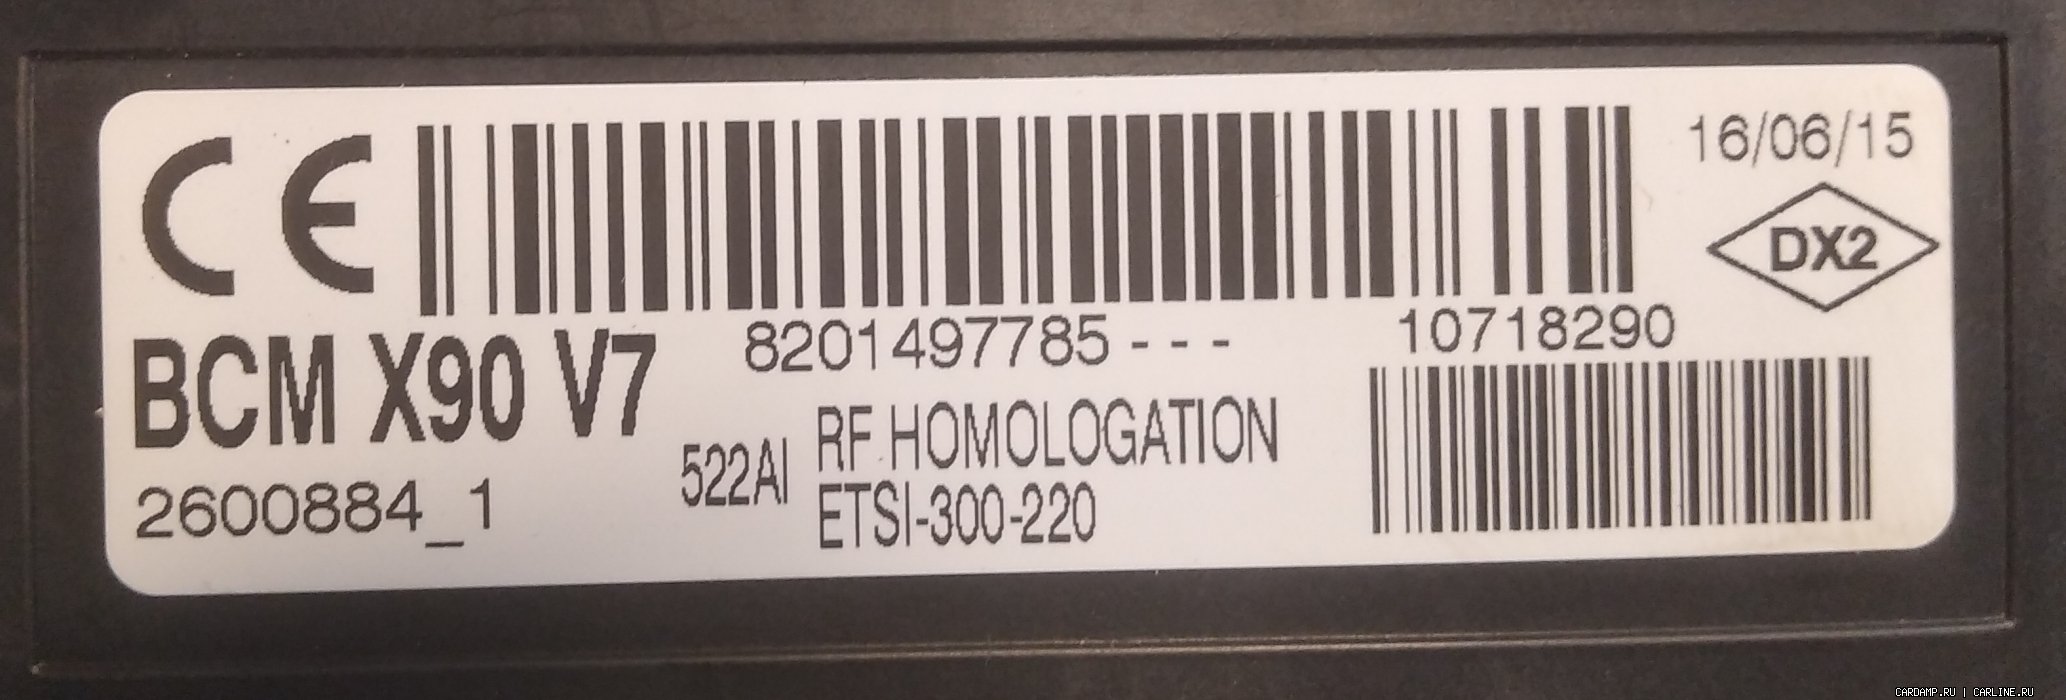 CE
16/06/15
DX2
8201497785--- 10718290
BCM X90 V7
522AI
RF HOMOLOGATION
ETSI-300-220
2600884_1
CARDAMP.RU | CARLINE.RU